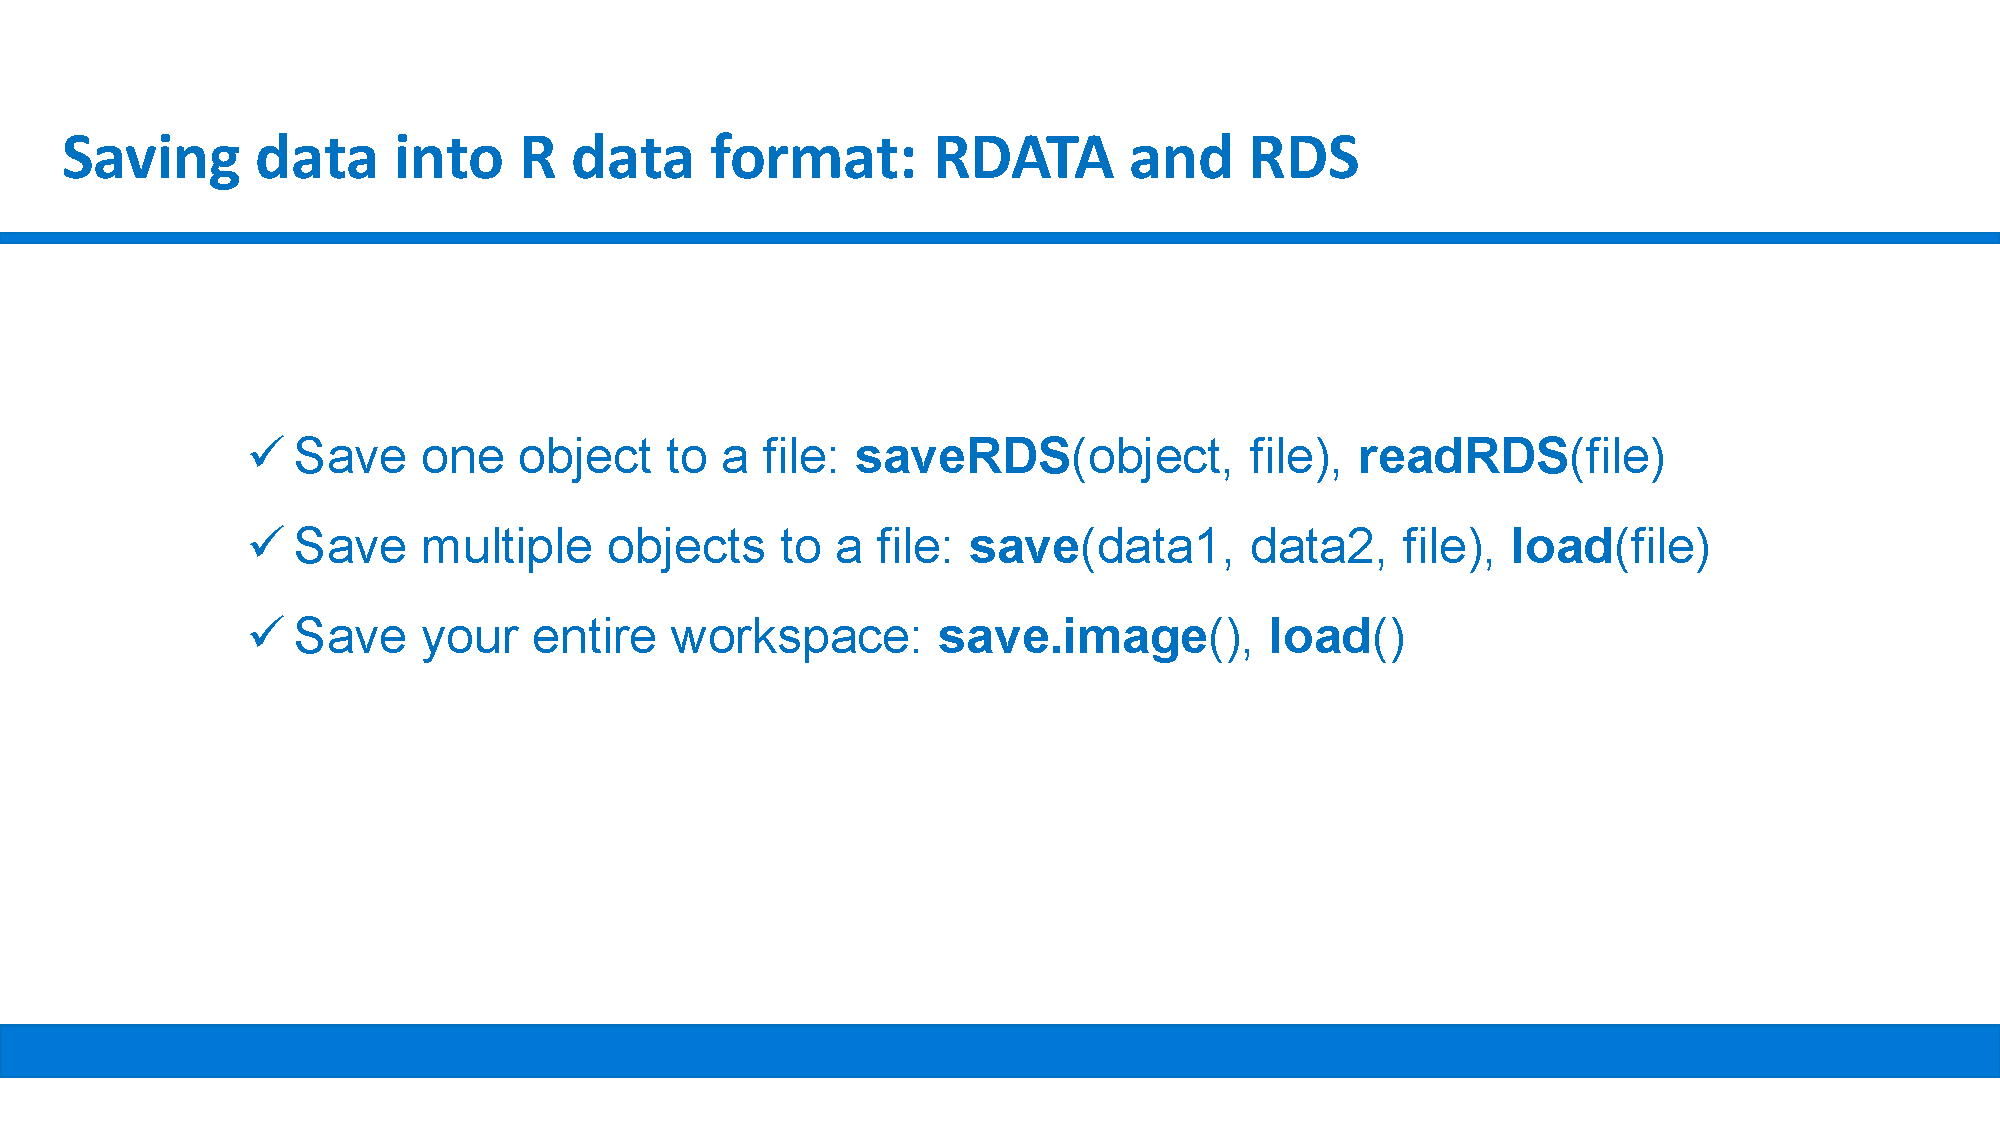 Saving data into R data format: RDATA and RDS
✓ Save one object to a file: saveRDS(object, file), readRDS(file)
✓ Save multiple objects to a file: save(data1, data2, file), load(file)
✓ Save your entire workspace: save.image(), load()